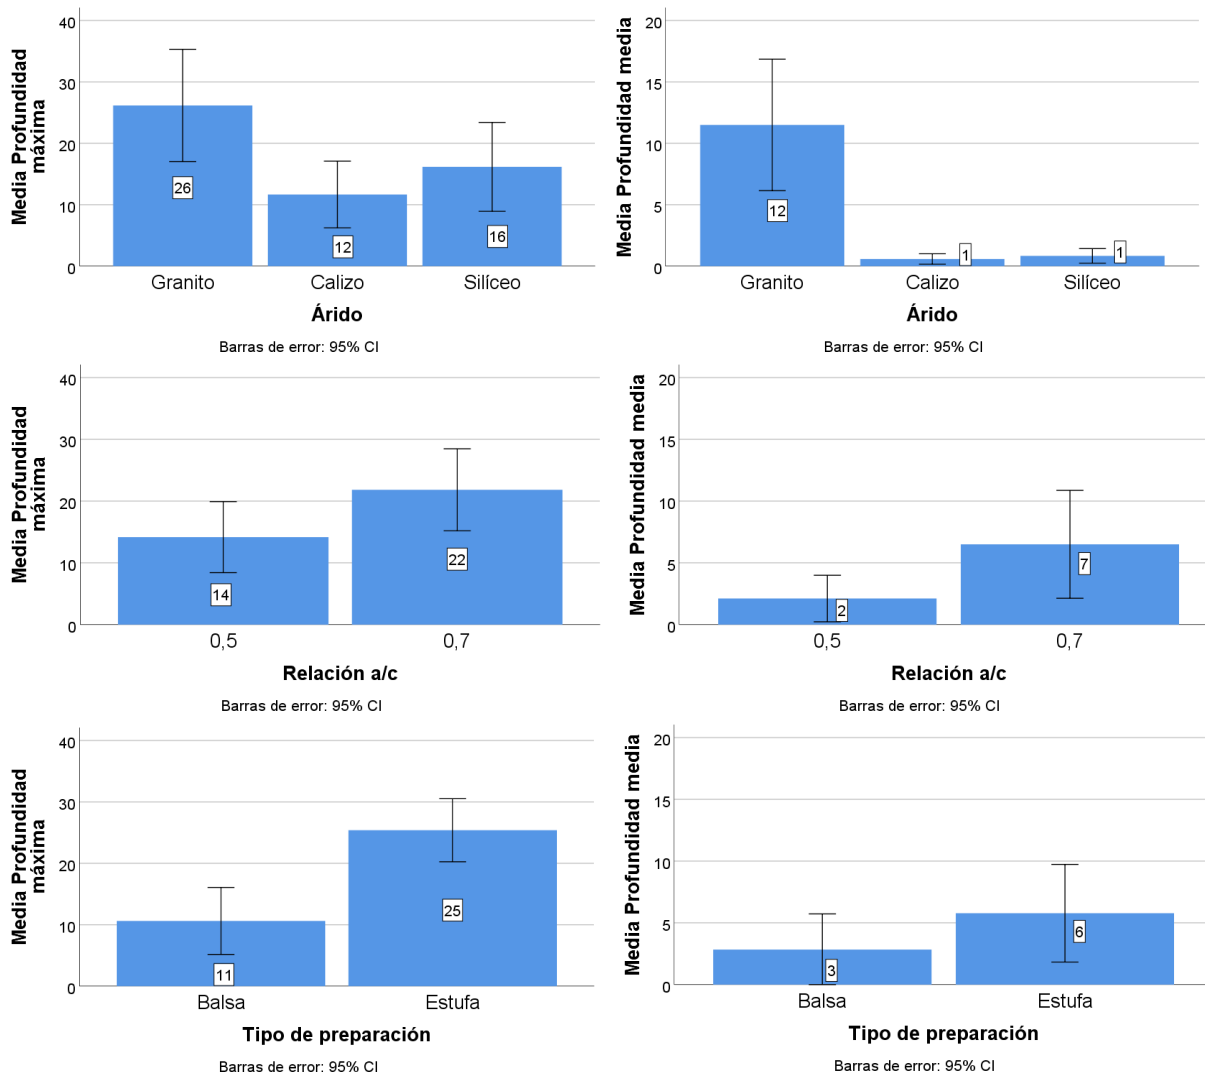 Media Profundidad
máxima
40
30
20
10
0
26
12
16
Granito
Calizo
Silíceo
Árido
Barras de error: 95% CI
Media Profundidad media
20
15
10
5
0
12
1
1
Granito
Calizo
Silíceo
Árido
Barras de error: 95% CI
Media Profundidad
máxima
40
30
20
10
0
14
22
0,5
0,7
Relación a/c
Barras de error: 95% CI
Media Profundidad media
20
15
10
5
0
2
7
0,5
0,7
Relación a/c
Barras de error: 95% CI
Media Profundidad
máxima
40
30
20
10
0
11
25
Balsa
Estufa
Tipo de preparación
Barras de error: 95% CI
Media Profundidad media
20
15
10
5
0
3
6
Balsa
Estufa
Tipo de preparación
Barras de error: 95% CI